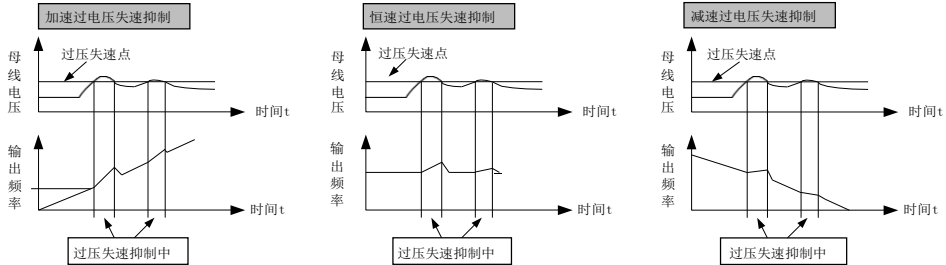 加速过电压失速抑制
母线电压
过压失速点
时间t
输出频率
时间t
过压失速抑制中
恒速过电压失速抑制
母线电压
过压失速点
时间t
输出频率
时间t
过压失速抑制中
减速过电压失速抑制
母线电压
过压失速点
时间t
输出频率
时间t
过压失速抑制中